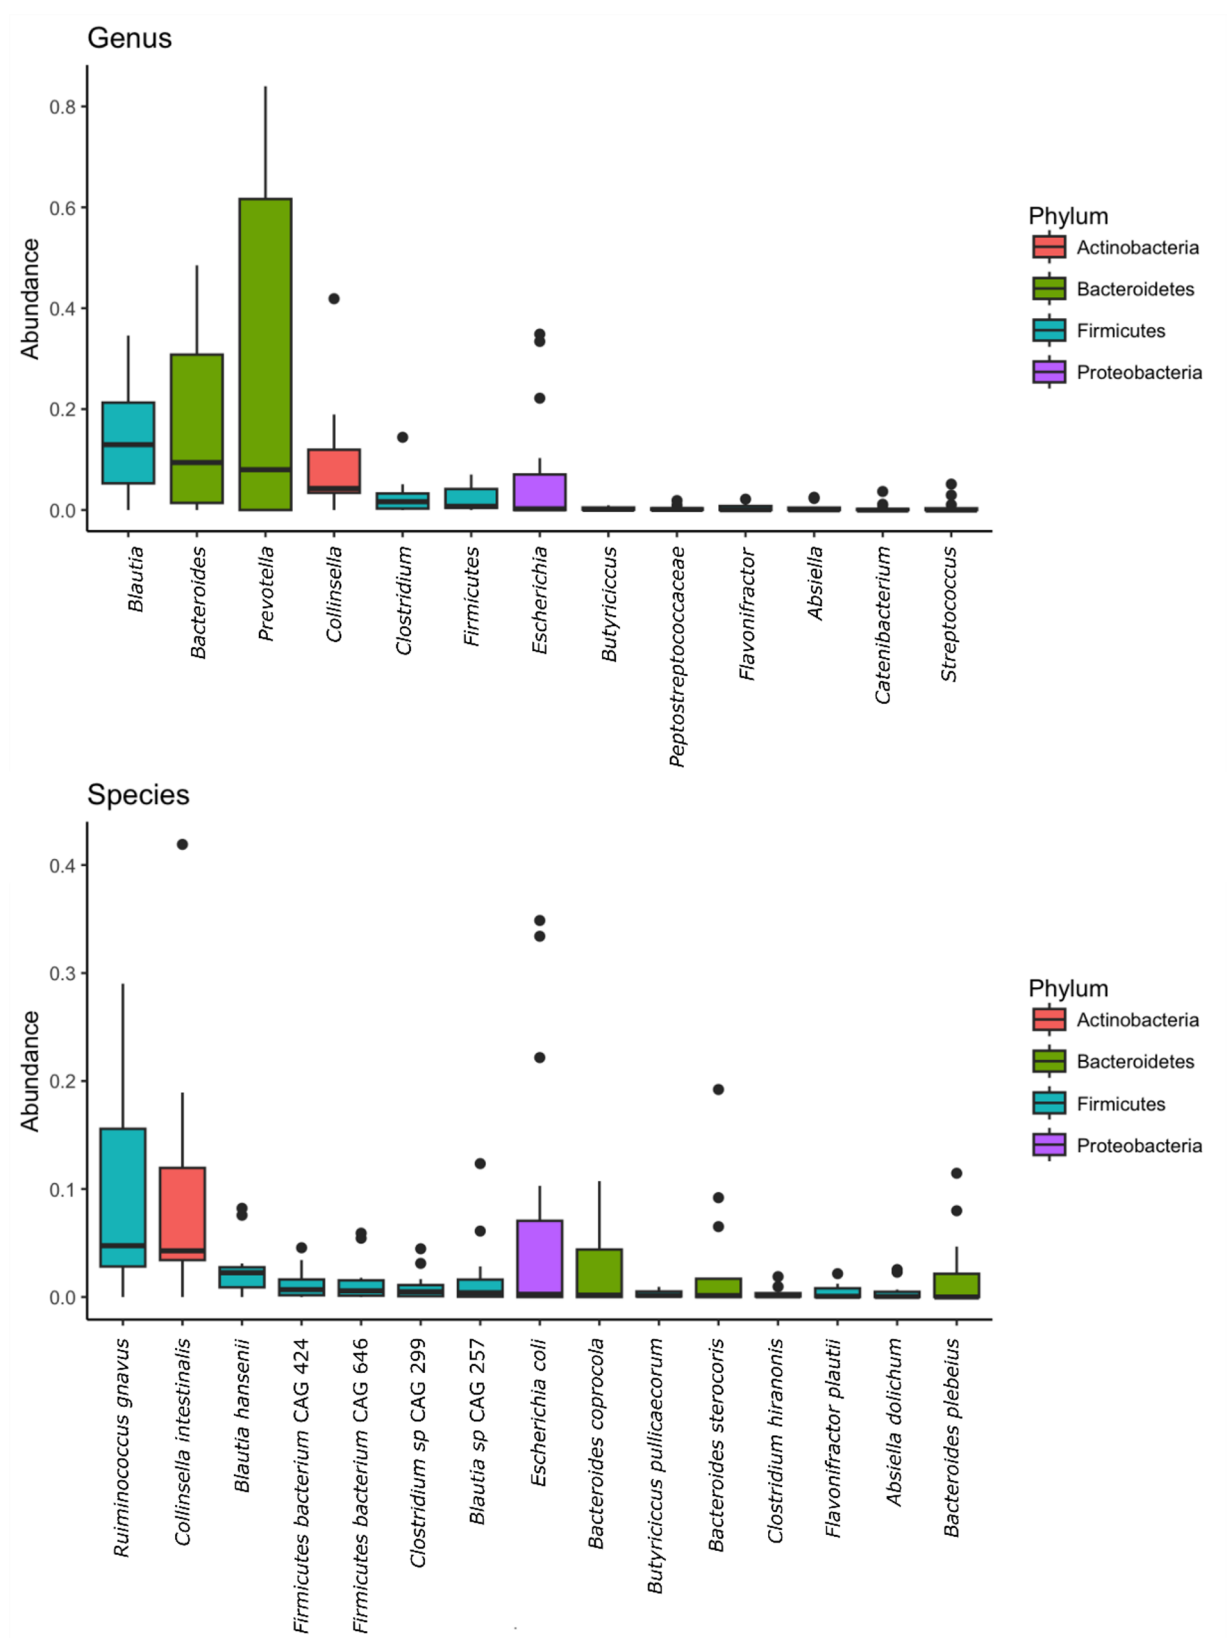 Genus
Abundance
0.8
0.6
0.4
0.2
0.0
Blautia
Bacteroides
Prevotella
Collinsella
Clostridium
Firmicutes
Escherichia
Butyriciccus
Peptostreptococcaceae
Flavonifractor
Absiella
Catenibacterium
Streptococcus
Phylum
Actinobacteria
Bacteroidetes
Firmicutes
Proteobacteria
Species
Abundance
0.4
0.3
0.2
0.1
0.0
Ruiminococcus gnavus
Collinsella intestinalis
Blautia hansenii
Firmicutes bacterium CAG 424
Firmicutes bacterium CAG 646
Clostridium sp CAG 299
Blautia sp CAG 257
Escherichia coli
Bacteroides coprocola
Butyriciccus pullicaecorum
Bacteroides sterocoris
Clostridium hiranonis
Flavonifractor plautii
Absiella dolichum
Bacteroides plebeius
Phylum
Actinobacteria
Bacteroidetes
Firmicutes
Proteobacteria